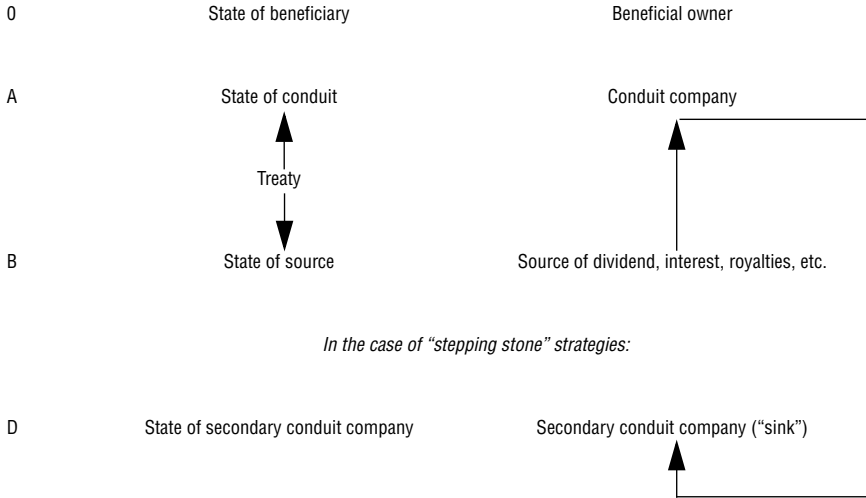 0 State of beneficiary Beneficial owner
A State of conduit Conduit company
Treaty
B State of source Source of dividend, interest, royalties, etc.
In the case of “stepping stone” strategies:
D State of secondary conduit company Secondary conduit company (“sink”)